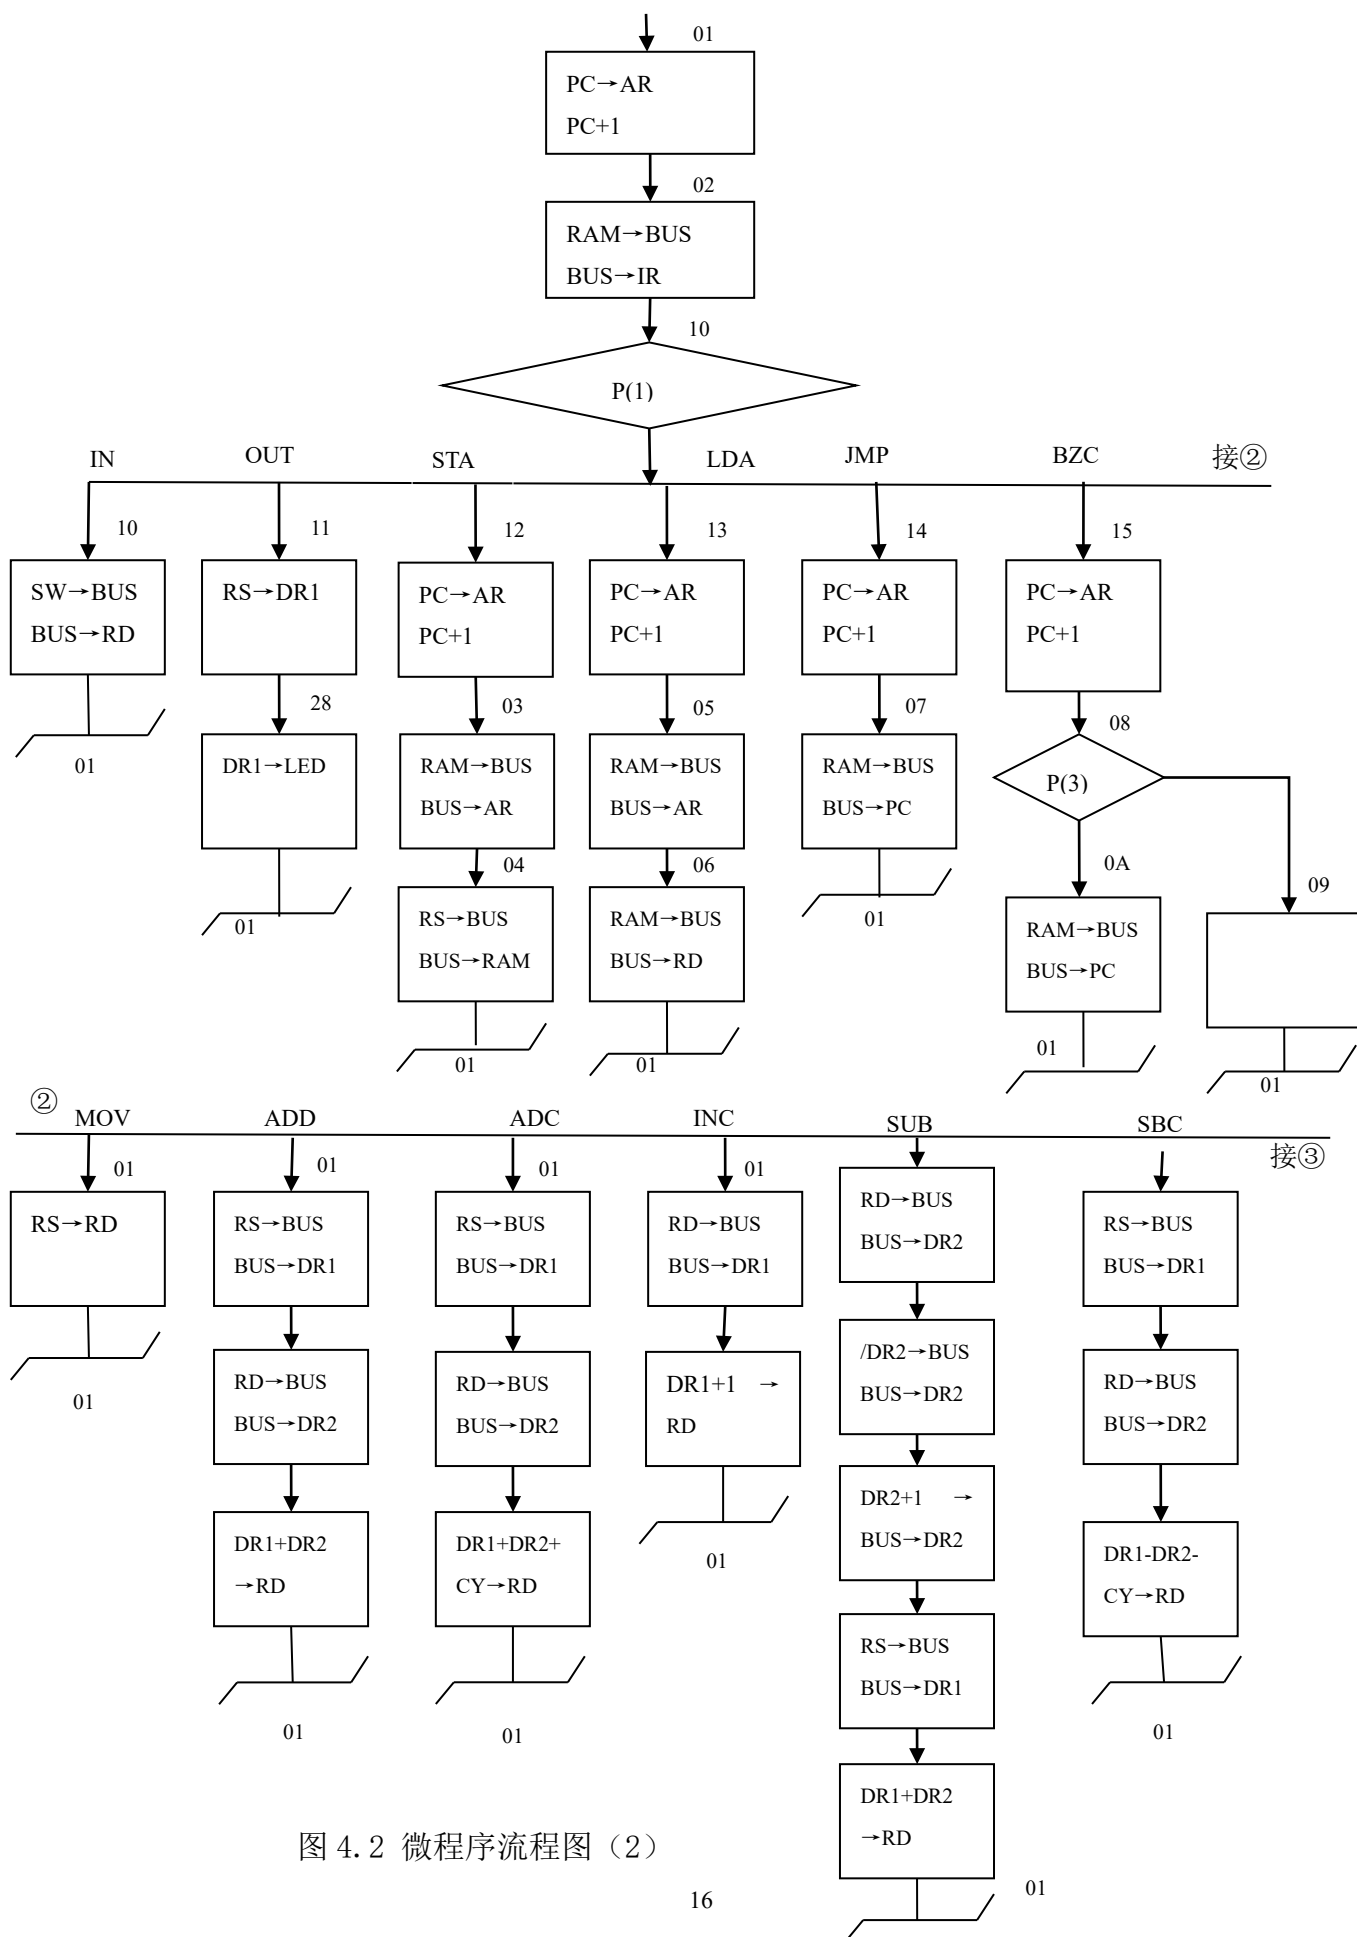 01
PC→AR
PC+1
02
RAM→BUS
BUS→IR
10
P(1)
IN OUT STA LDA JMP BZC 接②
10 11 12 13 14 15
SW→BUS
BUS→RD
01
RS→DR1
28
DR1→LED
01
PC→AR
PC+1
03
RAM→BUS
BUS→AR
04
RS→BUS
BUS→RAM
01
PC→AR
PC+1
05
RAM→BUS
BUS→AR
06
RAM→BUS
BUS→RD
01
PC→AR
PC+1
07
RAM→BUS
BUS→PC
01
PC→AR
PC+1
08
P(3)
0A
RAM→BUS
BUS→PC
01
09
01
②
MOV ADD ADC INC SUB SBC
接③
01
RS→RD
01
01
RS→BUS
BUS→DR1
RD→BUS
BUS→DR2
DR1+DR2
→RD
01
01
RS→BUS
BUS→DR1
RD→BUS
BUS→DR2
DR1+DR2+
CY→RD
01
01
RD→BUS
BUS→DR1
DR1+1 →
RD
01
RD→BUS
BUS→DR2
/DR2→BUS
BUS→DR2
DR2+1 →
BUS→DR2
RS→BUS
BUS→DR1
DR1+DR2
→RD
01
RS→BUS
BUS→DR1
RD→BUS
BUS→DR2
DR1-DR2-
CY→RD
01
图 4.2 微程序流程图（2）
16